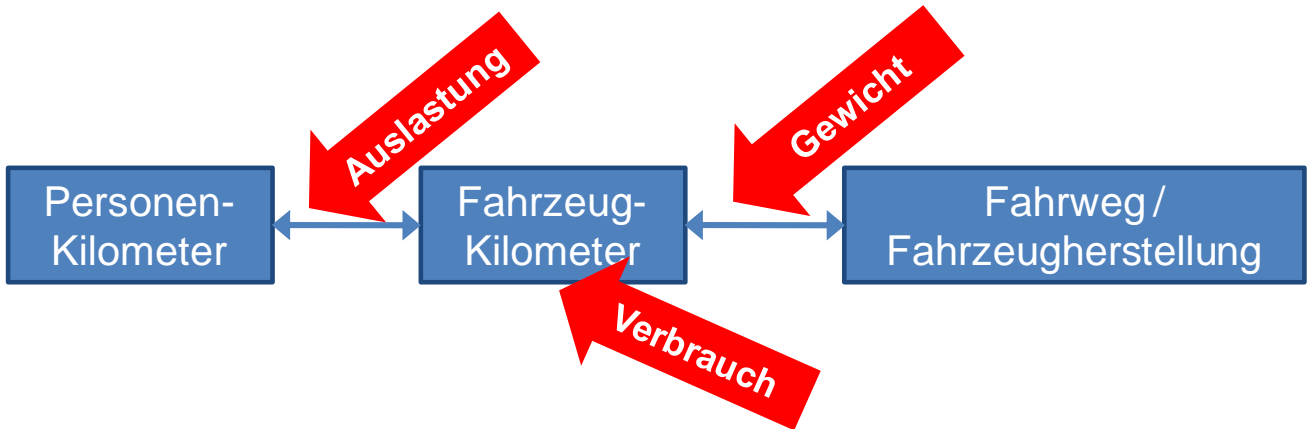 Auslastung
Gewicht
Personen-
Kilometer
Fahrzeug-
Kilometer
Fahrweg /
Fahrzeugherstellung
Verbrauch